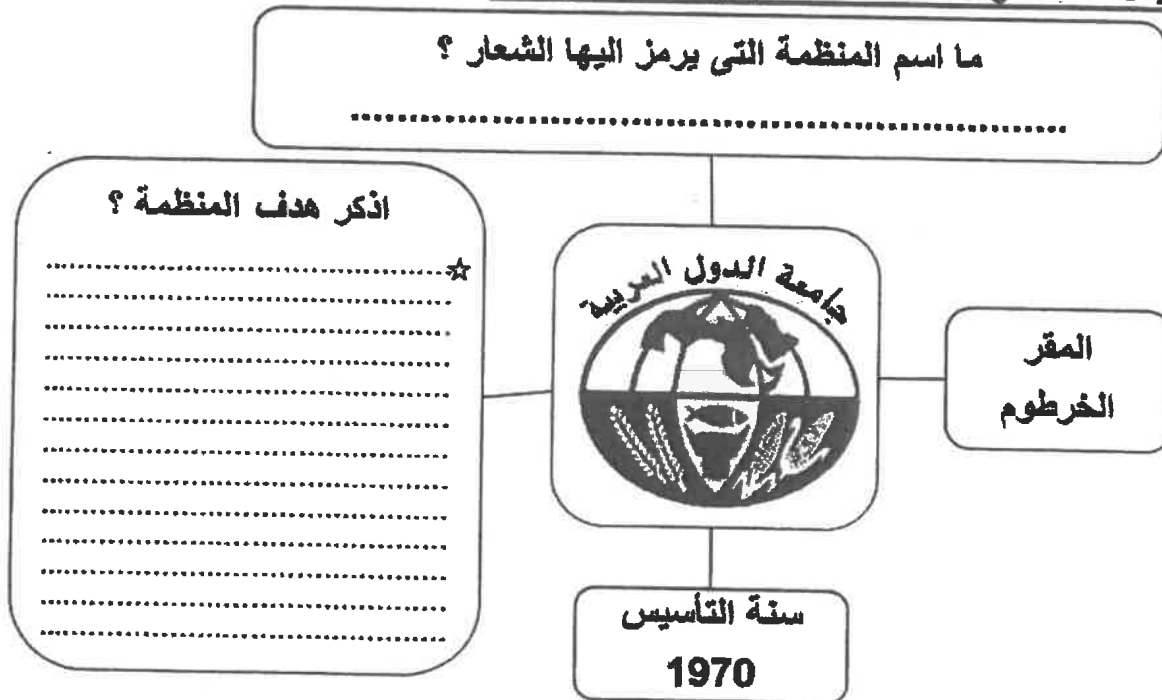 ما اسم المنظمة التى يرمز اليها الشعار ؟
اذكر هدف المنظمة ؟
جامعة الدول العربية
المقر
الخرطوم
سنة التأسيس
1970